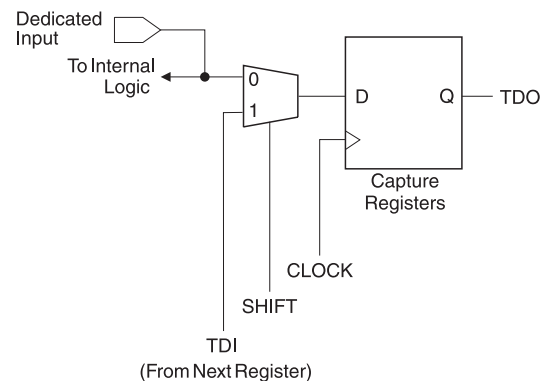 Dedicated
Input
To Internal
Logic
0
1
D
Q
TDO
Capture
Registers
CLOCK
SHIFT
TDI
(From Next Register)